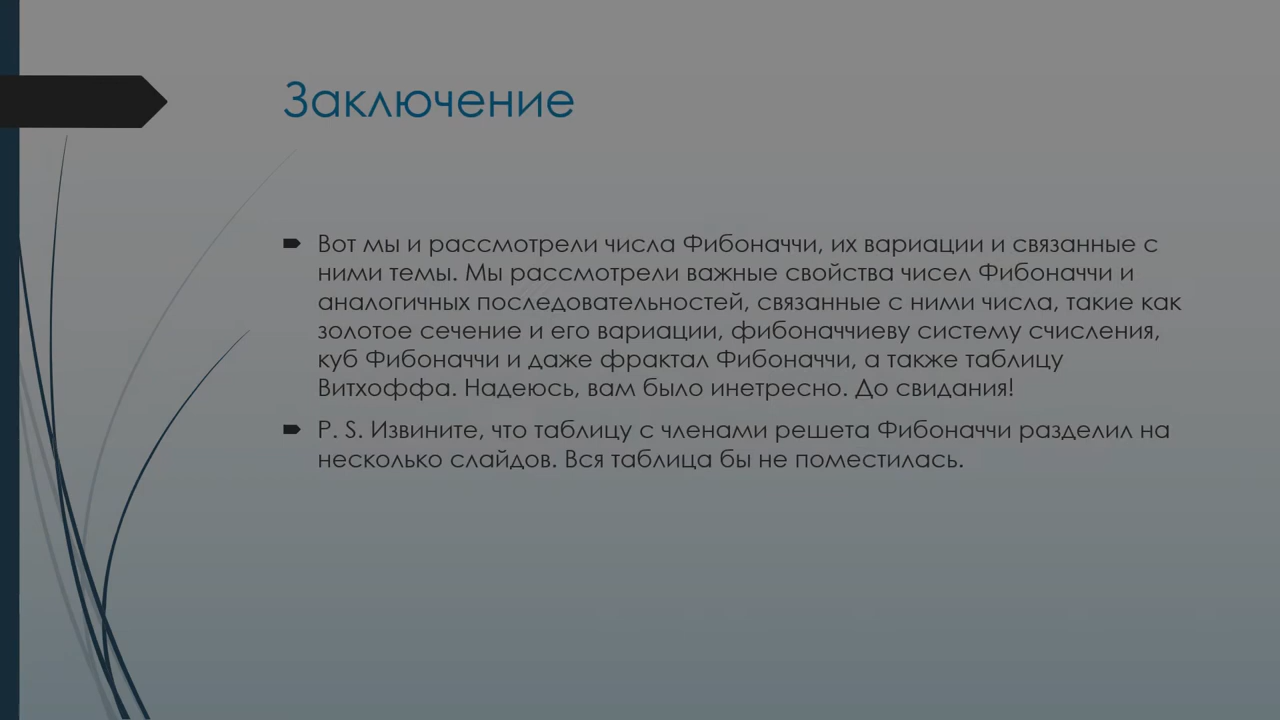 Заключение
Вот мы и рассмотрели числа Фибоначчи, их вариации и связанные с
ними темы. Мы рассмотрели важные свойства чисел Фибоначчи и
аналогичных последовательностей, связанные с ними числа, такие как
золотое сечение и его вариации, фибоначчиеву систему счисления,
куб Фибоначчи и даже фрактал Фибоначчи, а также таблицу
Витхоффа. Надеюсь, вам было инетресно. До свидания!
P. S. Извините, что таблицу с членами решета Фибоначчи разделил на
несколько слайдов. Вся таблица бы не поместилась.